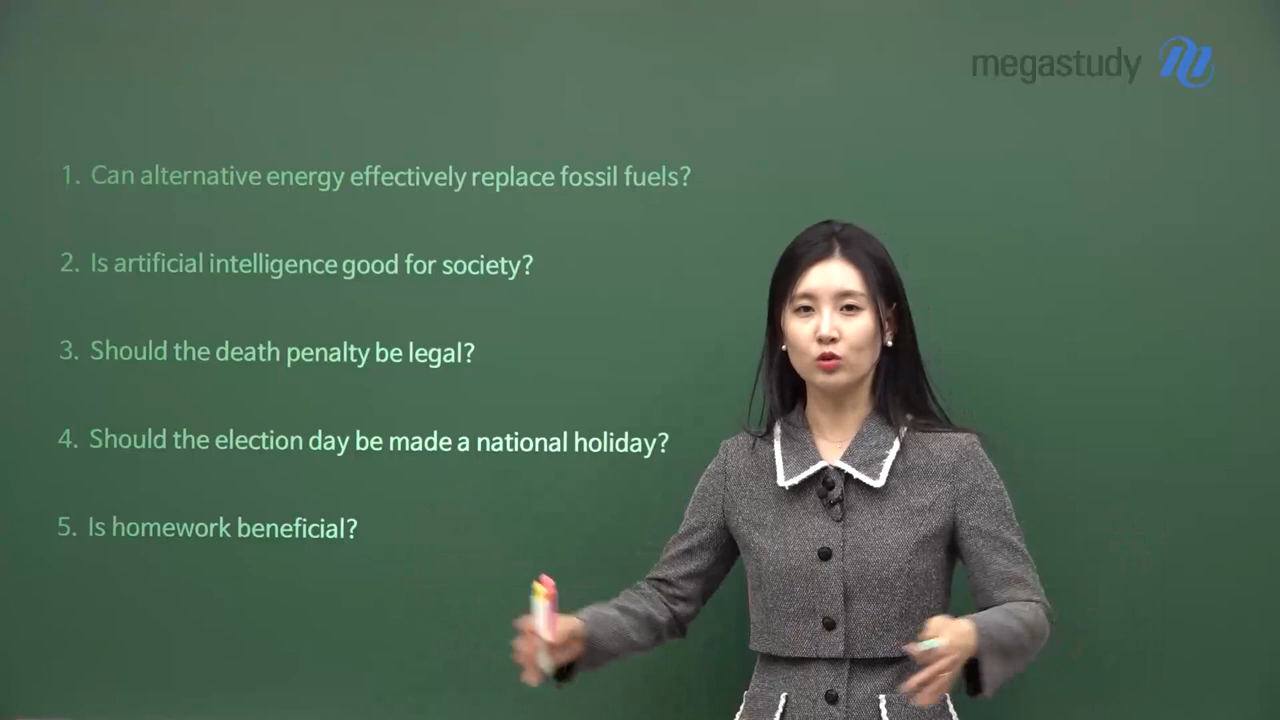 megastudy
1. Can alternative energy effectively replace fossil fuels?
2. Is artificial intelligence good for society?
3. Should the death penalty be legal?
4. Should the election day be made a national holiday?
5. Is homework beneficial?